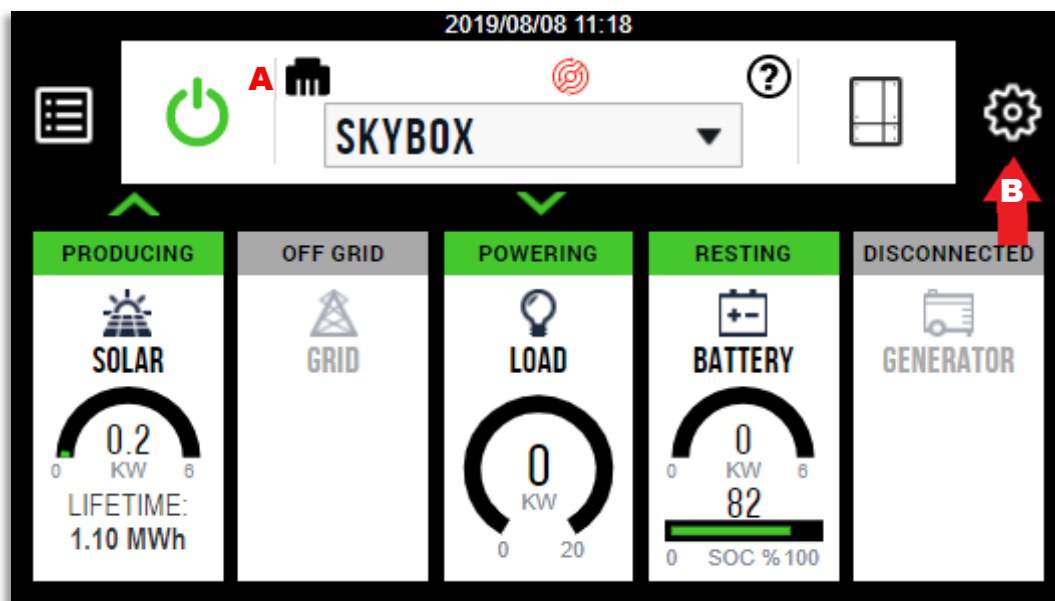 2019/08/08 11:18
A
?
SKYBOX
B
PRODUCING
OFF GRID
POWERING
RESTING
DISCONNECTED
SOLAR
GRID
LOAD
BATTERY
GENERATOR
0.2
KW
0 6
LIFETIME:
1.10 MWh
0
KW
0 20
0
KW
0 6
82
0 SOC % 100